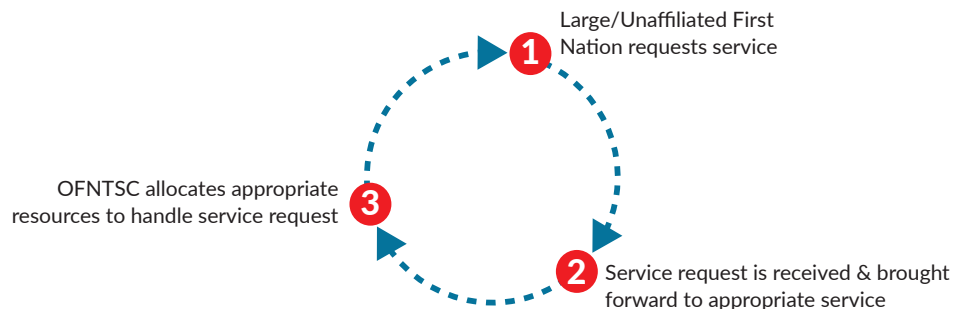 1
Large/Unaffiliated First
Nation requests service
2
Service request is received & brought
forward to appropriate service
3
OFNTSC allocates appropriate
resources to handle service request